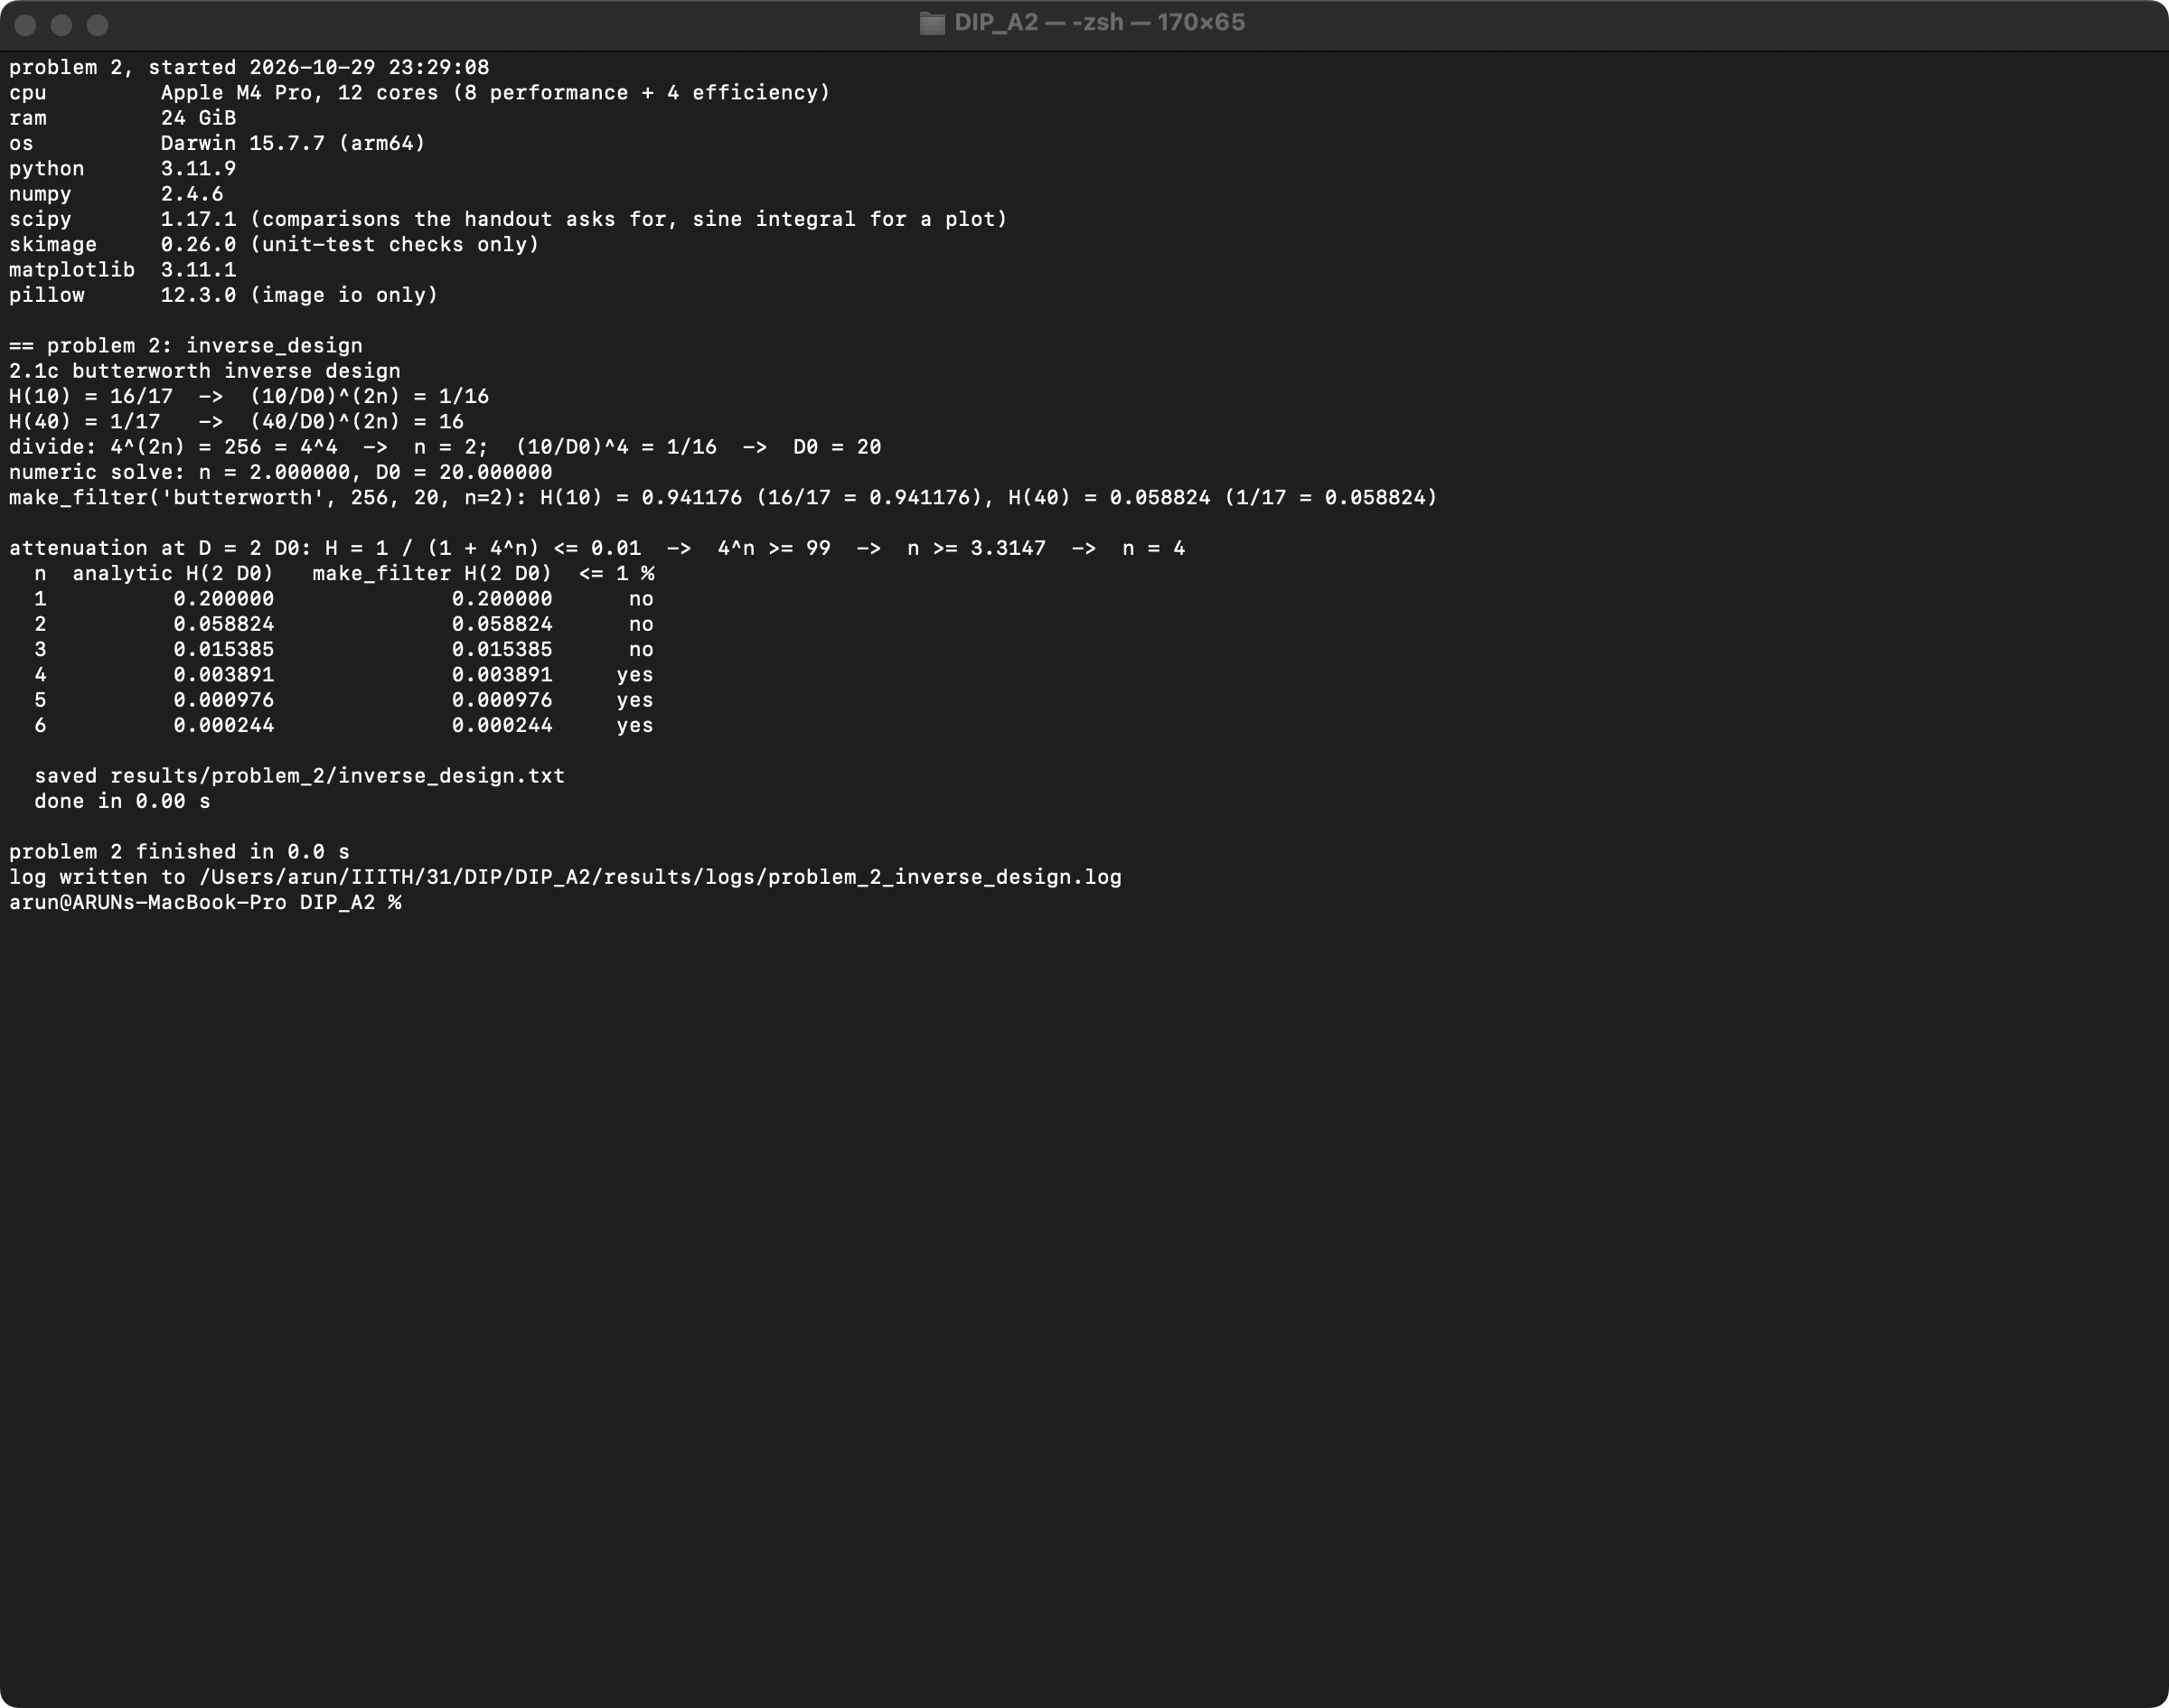 DIP_A2 — -zsh — 170×65
problem 2, started 2026-10-29 23:29:08
cpu         Apple M4 Pro, 12 cores (8 performance + 4 efficiency)
ram         24 GiB
os          Darwin 15.7.7 (arm64)
python      3.11.9
numpy       2.4.6
scipy       1.17.1 (comparisons the handout asks for, sine integral for a plot)
skimage     0.26.0 (unit-test checks only)
matplotlib  3.11.1
pillow      12.3.0 (image io only)
== problem 2: inverse_design
2.1c butterworth inverse design
H(10) = 16/17  ->  (10/D0)^(2n) = 1/16
H(40) = 1/17   ->  (40/D0)^(2n) = 16
divide: 4^(2n) = 256 = 4^4  ->  n = 2;  (10/D0)^4 = 1/16  ->  D0 = 20
numeric solve: n = 2.000000, D0 = 20.000000
make_filter('butterworth', 256, 20, n=2): H(10) = 0.941176 (16/17 = 0.941176), H(40) = 0.058824 (1/17 = 0.058824)
attenuation at D = 2 D0: H = 1 / (1 + 4^n) <= 0.01  ->  4^n >= 99  ->  n >= 3.3147  ->  n = 4
  n  analytic H(2 D0)   make_filter H(2 D0)  <= 1 %
  1          0.200000              0.200000      no
  2          0.058824              0.058824      no
  3          0.015385              0.015385      no
  4          0.003891              0.003891     yes
  5          0.000976              0.000976     yes
  6          0.000244              0.000244     yes
  saved results/problem_2/inverse_design.txt
  done in 0.00 s
problem 2 finished in 0.0 s
log written to /Users/arun/IIITH/31/DIP/DIP_A2/results/logs/problem_2_inverse_design.log
arun@ARUNs-MacBook-Pro DIP_A2 %